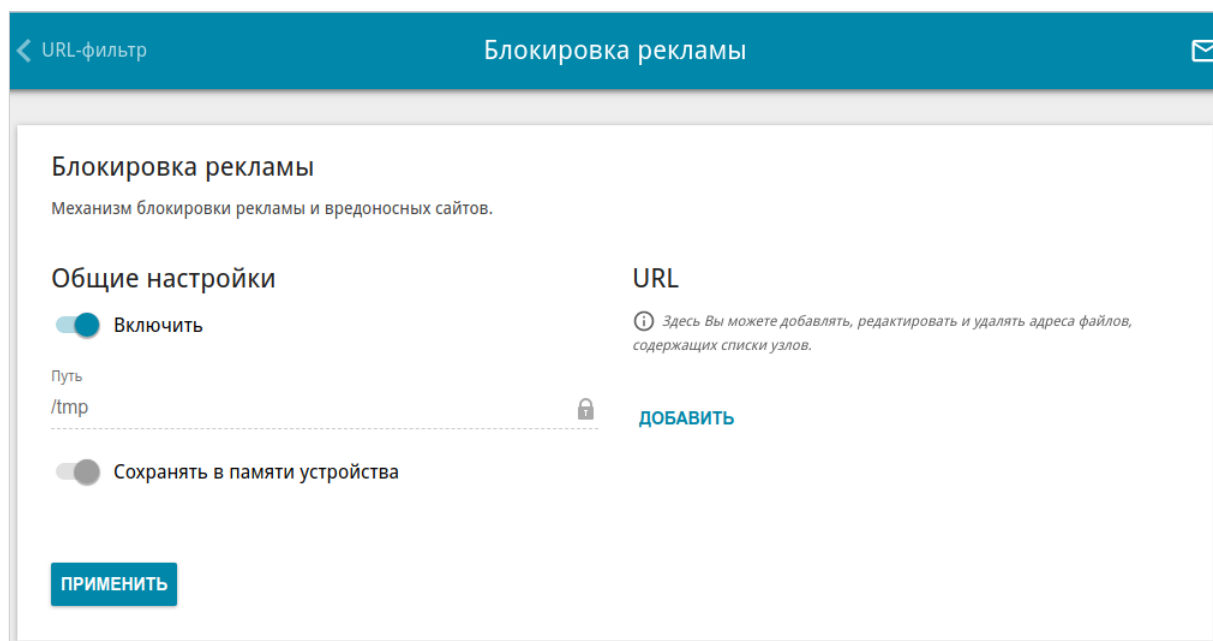 URL-фильтр
Блокировка рекламы
Блокировка рекламы
Механизм блокировки рекламы и вредоносных сайтов.
Общие настройки
Включить
Путь
/tmp
Сохранять в памяти устройства
ПРИМЕНИТЬ
URL
Здесь Вы можете добавлять, редактировать и удалять адреса файлов,
содержащих списки узлов.
ДОБАВИТЬ